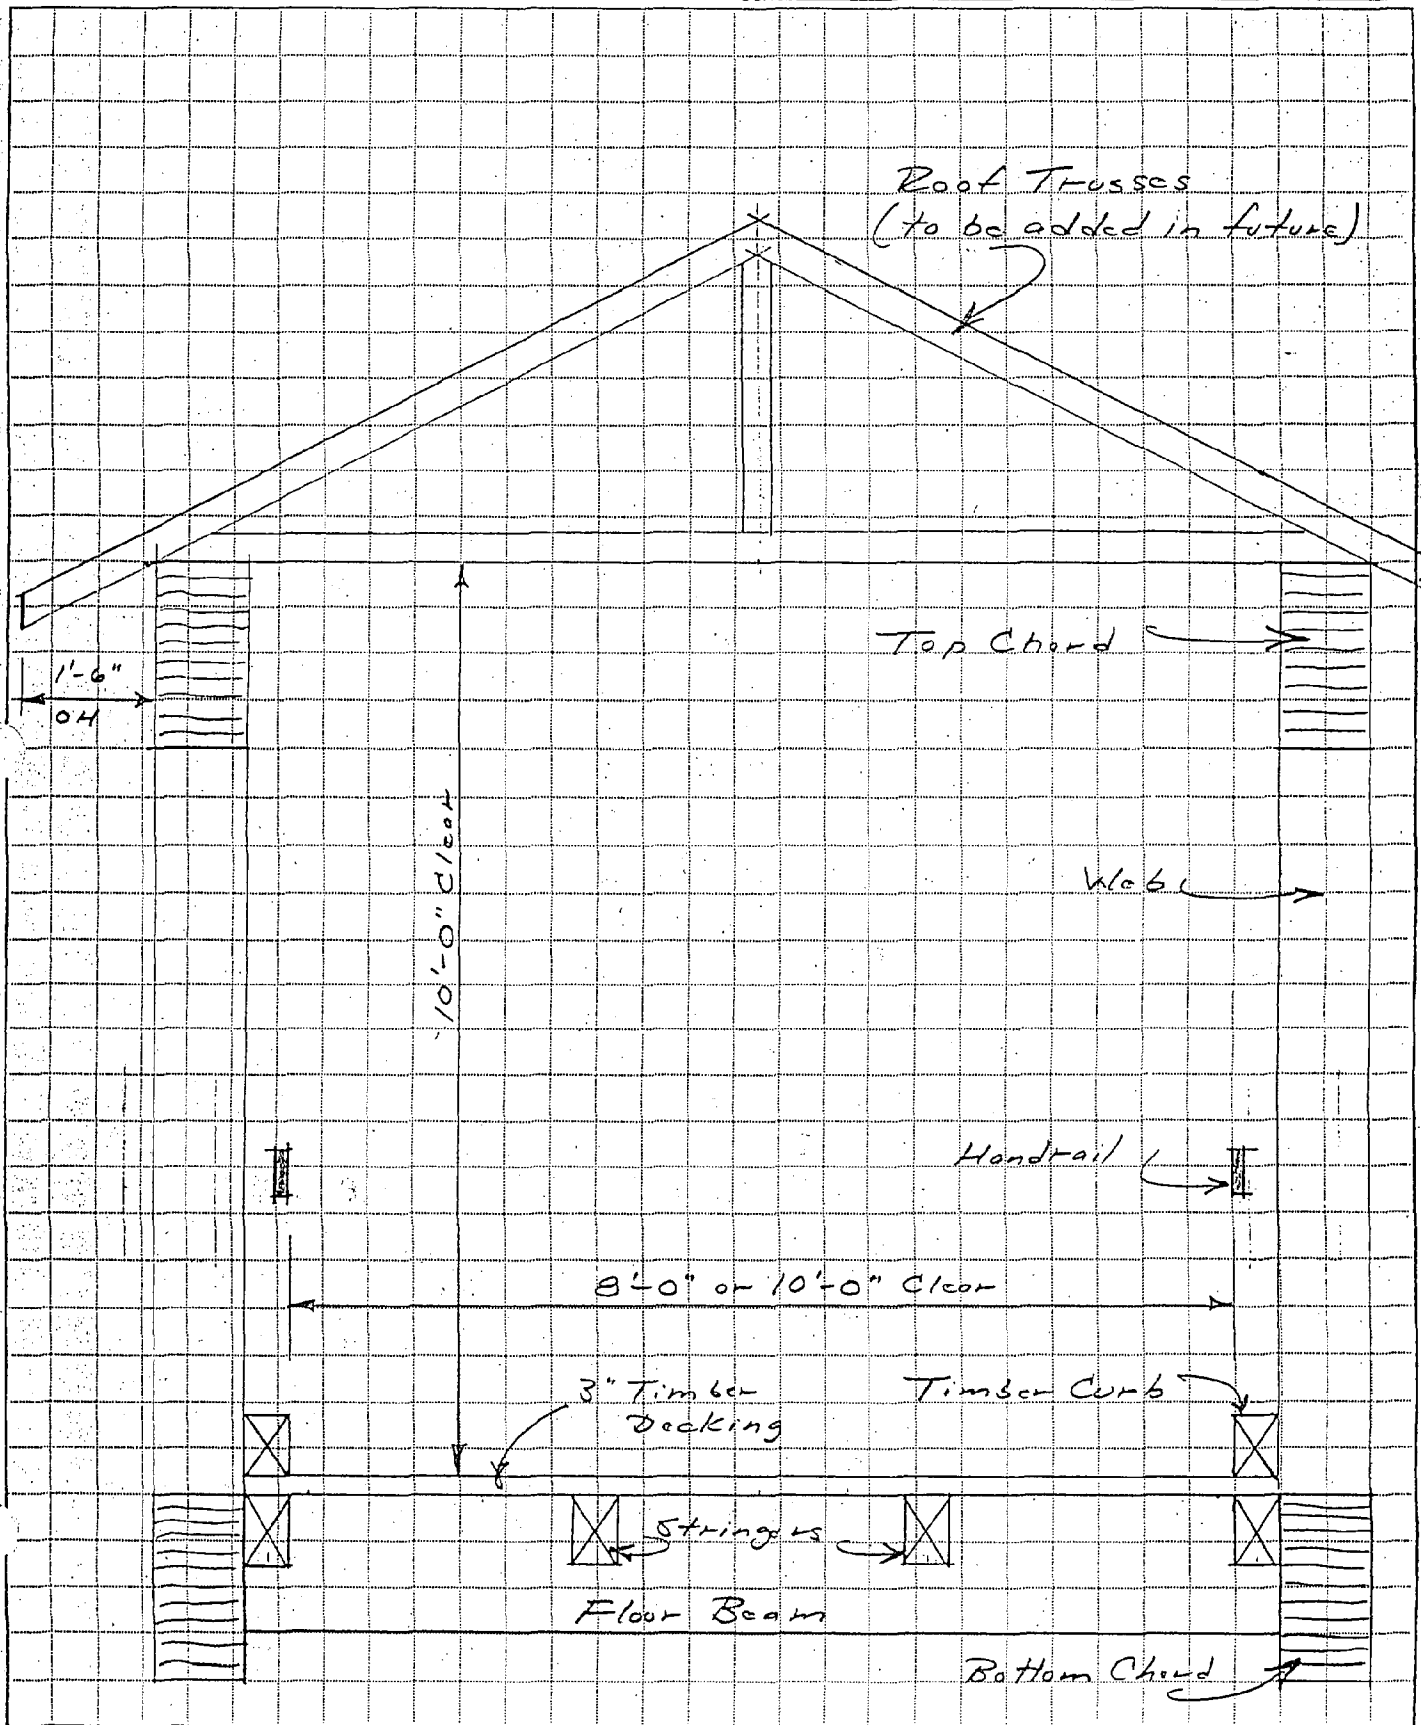 Roof Trusses
(to be added in future)
Top Chord
1'-6"
OH
10'-0" Clear
Web
Handrail
8'-0" or 10'-0" Clear
3" Timber
Decking
Timber Curb
Stringers
Floor Beam
Bottom Chord